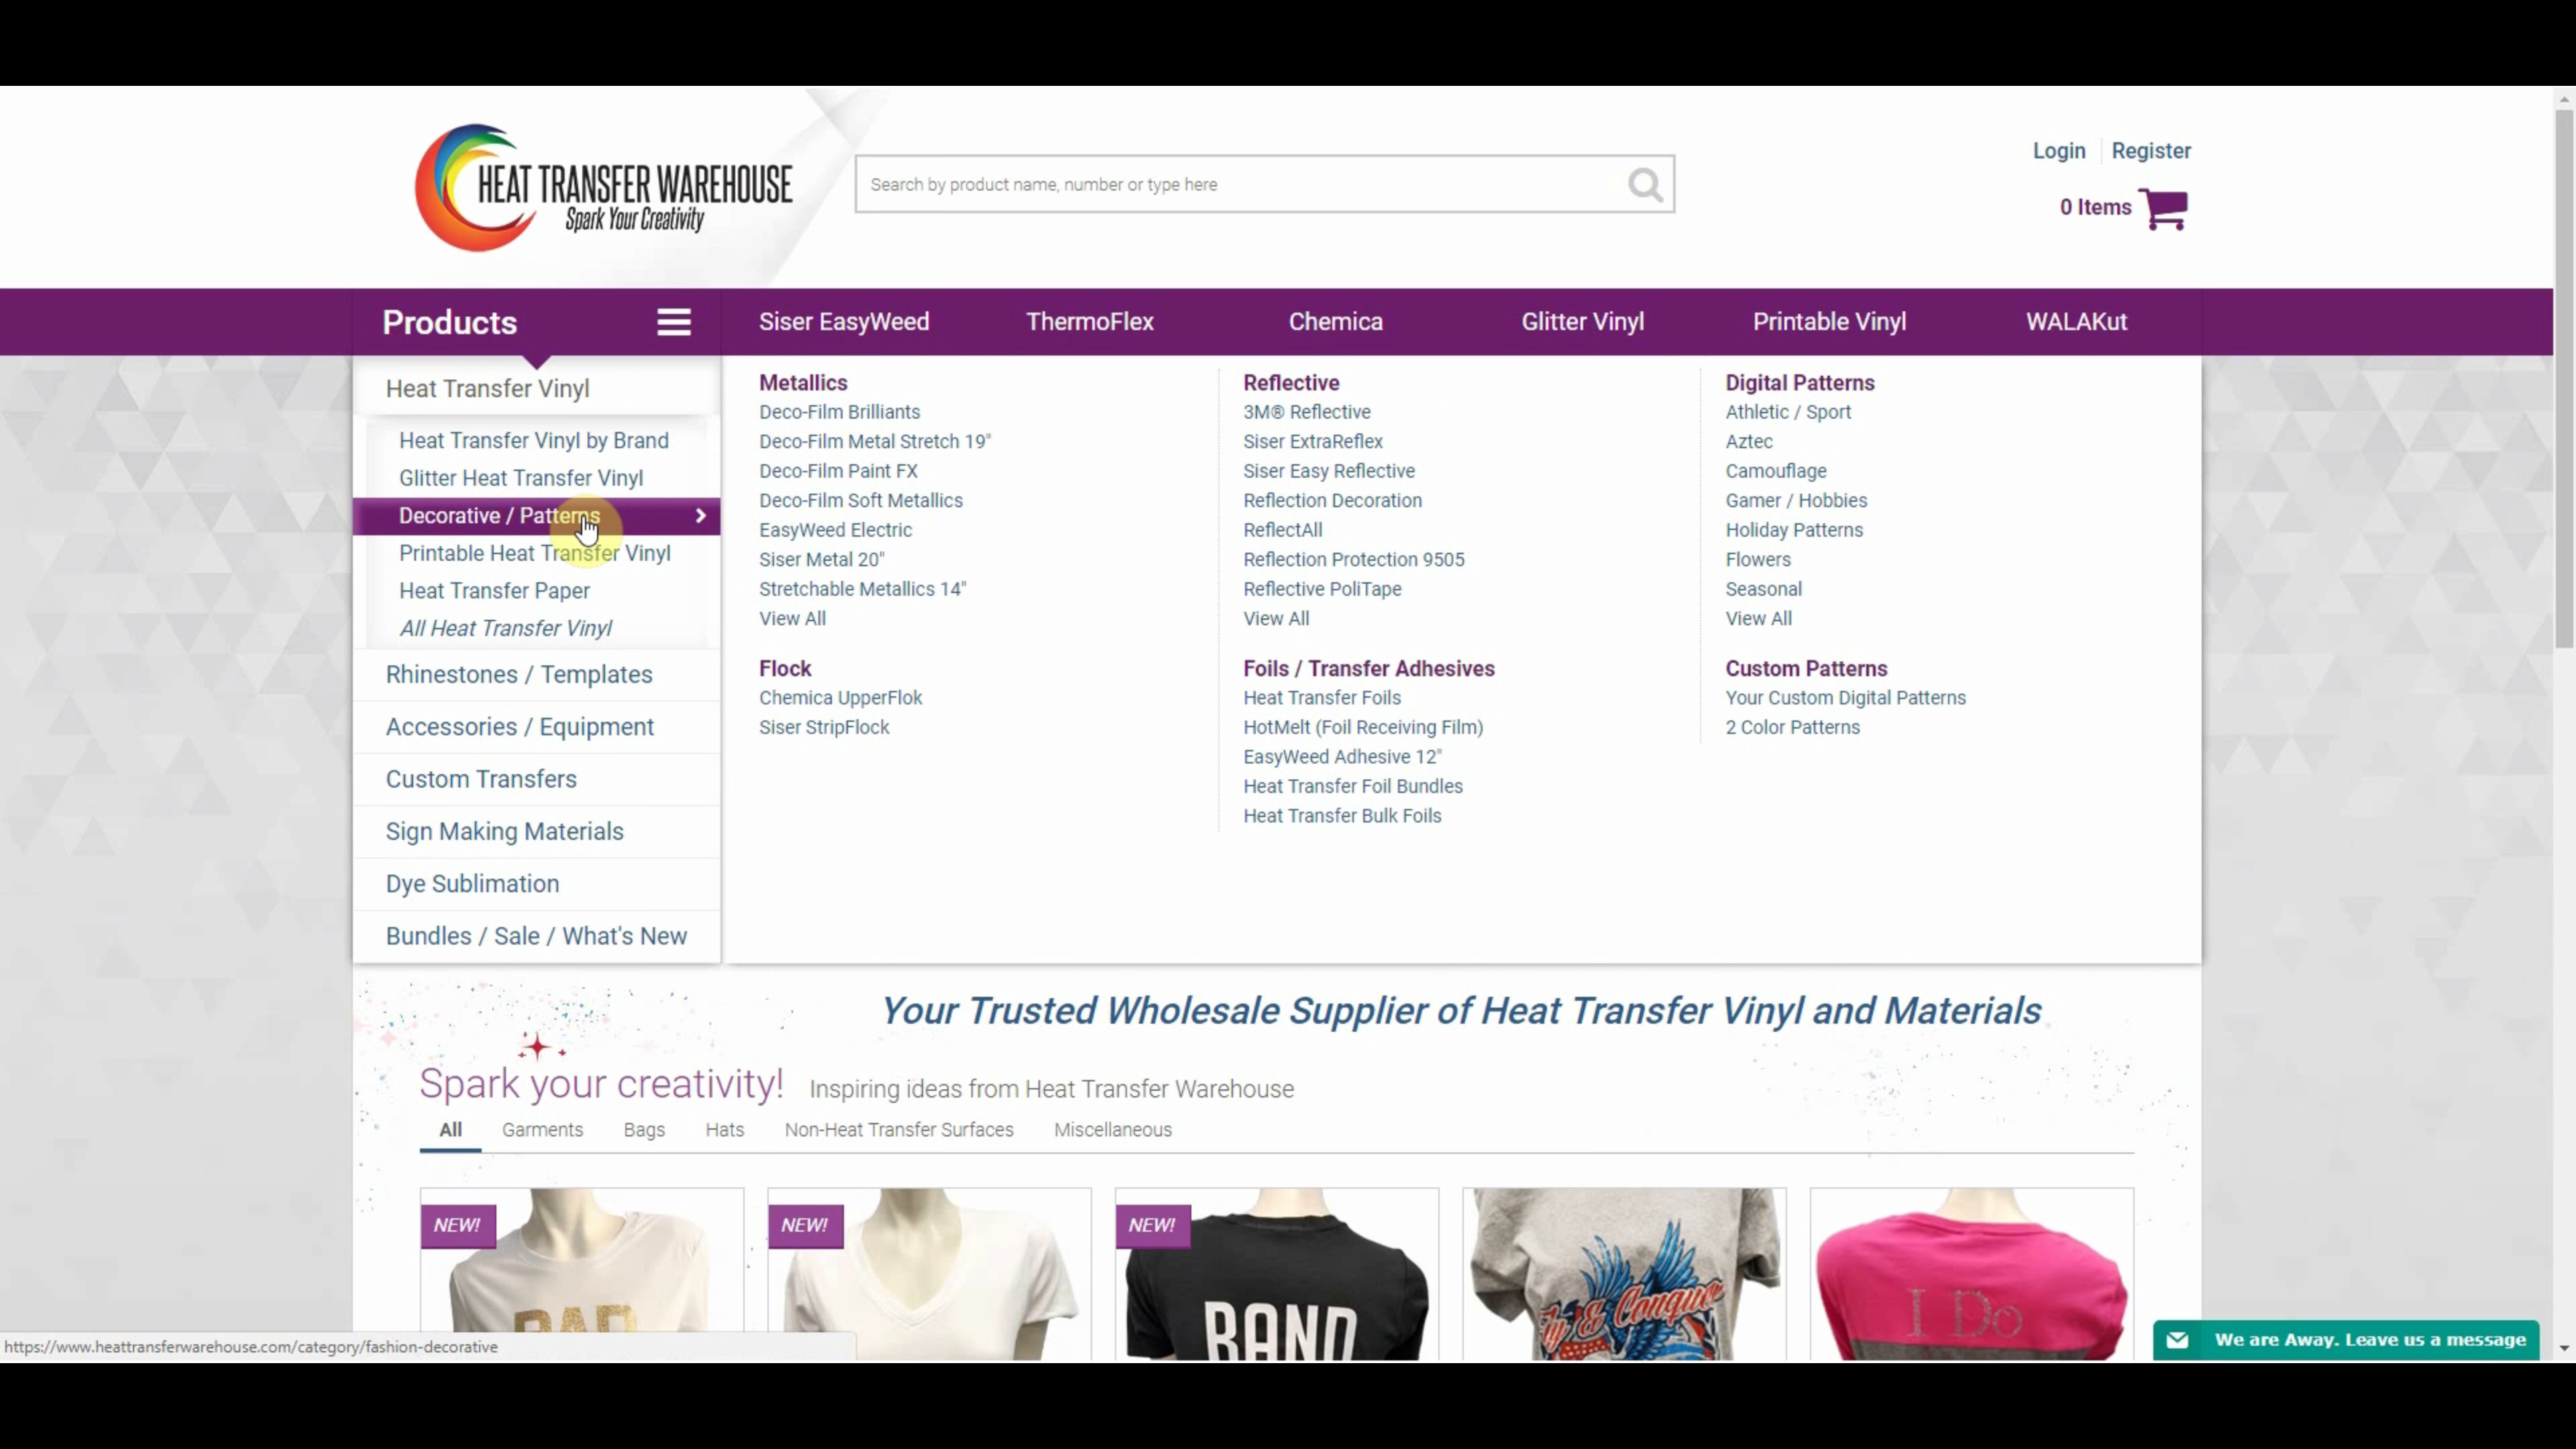 HEAT TRANSFER WAREHOUSE
Spark Your Creativity
Search by product name, number or type here
Login
Register
0 Items
Products
Siser EasyWeed
ThermoFlex
Chemica
Glitter Vinyl
Printable Vinyl
WALAKut
Heat Transfer Vinyl
Heat Transfer Vinyl by Brand
Glitter Heat Transfer Vinyl
Decorative / Patterns
Printable Heat Transfer Vinyl
Heat Transfer Paper
All Heat Transfer Vinyl
Rhinestones / Templates
Accessories / Equipment
Custom Transfers
Sign Making Materials
Dye Sublimation
Bundles / Sale / What's New
Metallics
Deco-Film Brilliants
Deco-Film Metal Stretch 19"
Deco-Film Paint FX
Deco-Film Soft Metallics
EasyWeed Electric
Siser Metal 20"
Stretchable Metallics 14"
View All
Flock
Chemica UpperFlok
Siser StripFlock
Reflective
3M® Reflective
Siser ExtraReflex
Siser Easy Reflective
Reflection Decoration
ReflectAll
Reflection Protection 9505
Reflective PoliTape
View All
Foils / Transfer Adhesives
Heat Transfer Foils
HotMelt (Foil Receiving Film)
EasyWeed Adhesive 12"
Heat Transfer Foil Bundles
Heat Transfer Bulk Foils
Digital Patterns
Athletic / Sport
Aztec
Camouflage
Gamer / Hobbies
Holiday Patterns
Flowers
Seasonal
View All
Custom Patterns
Your Custom Digital Patterns
2 Color Patterns
Your Trusted Wholesale Supplier of Heat Transfer Vinyl and Materials
Spark your creativity! Inspiring ideas from Heat Transfer Warehouse
All
Garments
Bags
Hats
Non-Heat Transfer Surfaces
Miscellaneous
NEW!
NEW!
NEW!
BAND
& Conquer
I Do
https://www.heattransferwarehouse.com/category/fashion-decorative
We are Away. Leave us a message